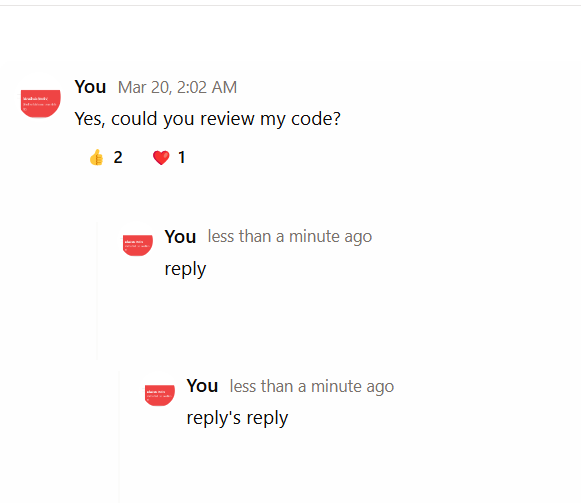 You Mar 20, 2:02 AM
Yes, could you review my code?
👍 2 ❤️ 1
You less than a minute ago
reply
You less than a minute ago
reply's reply